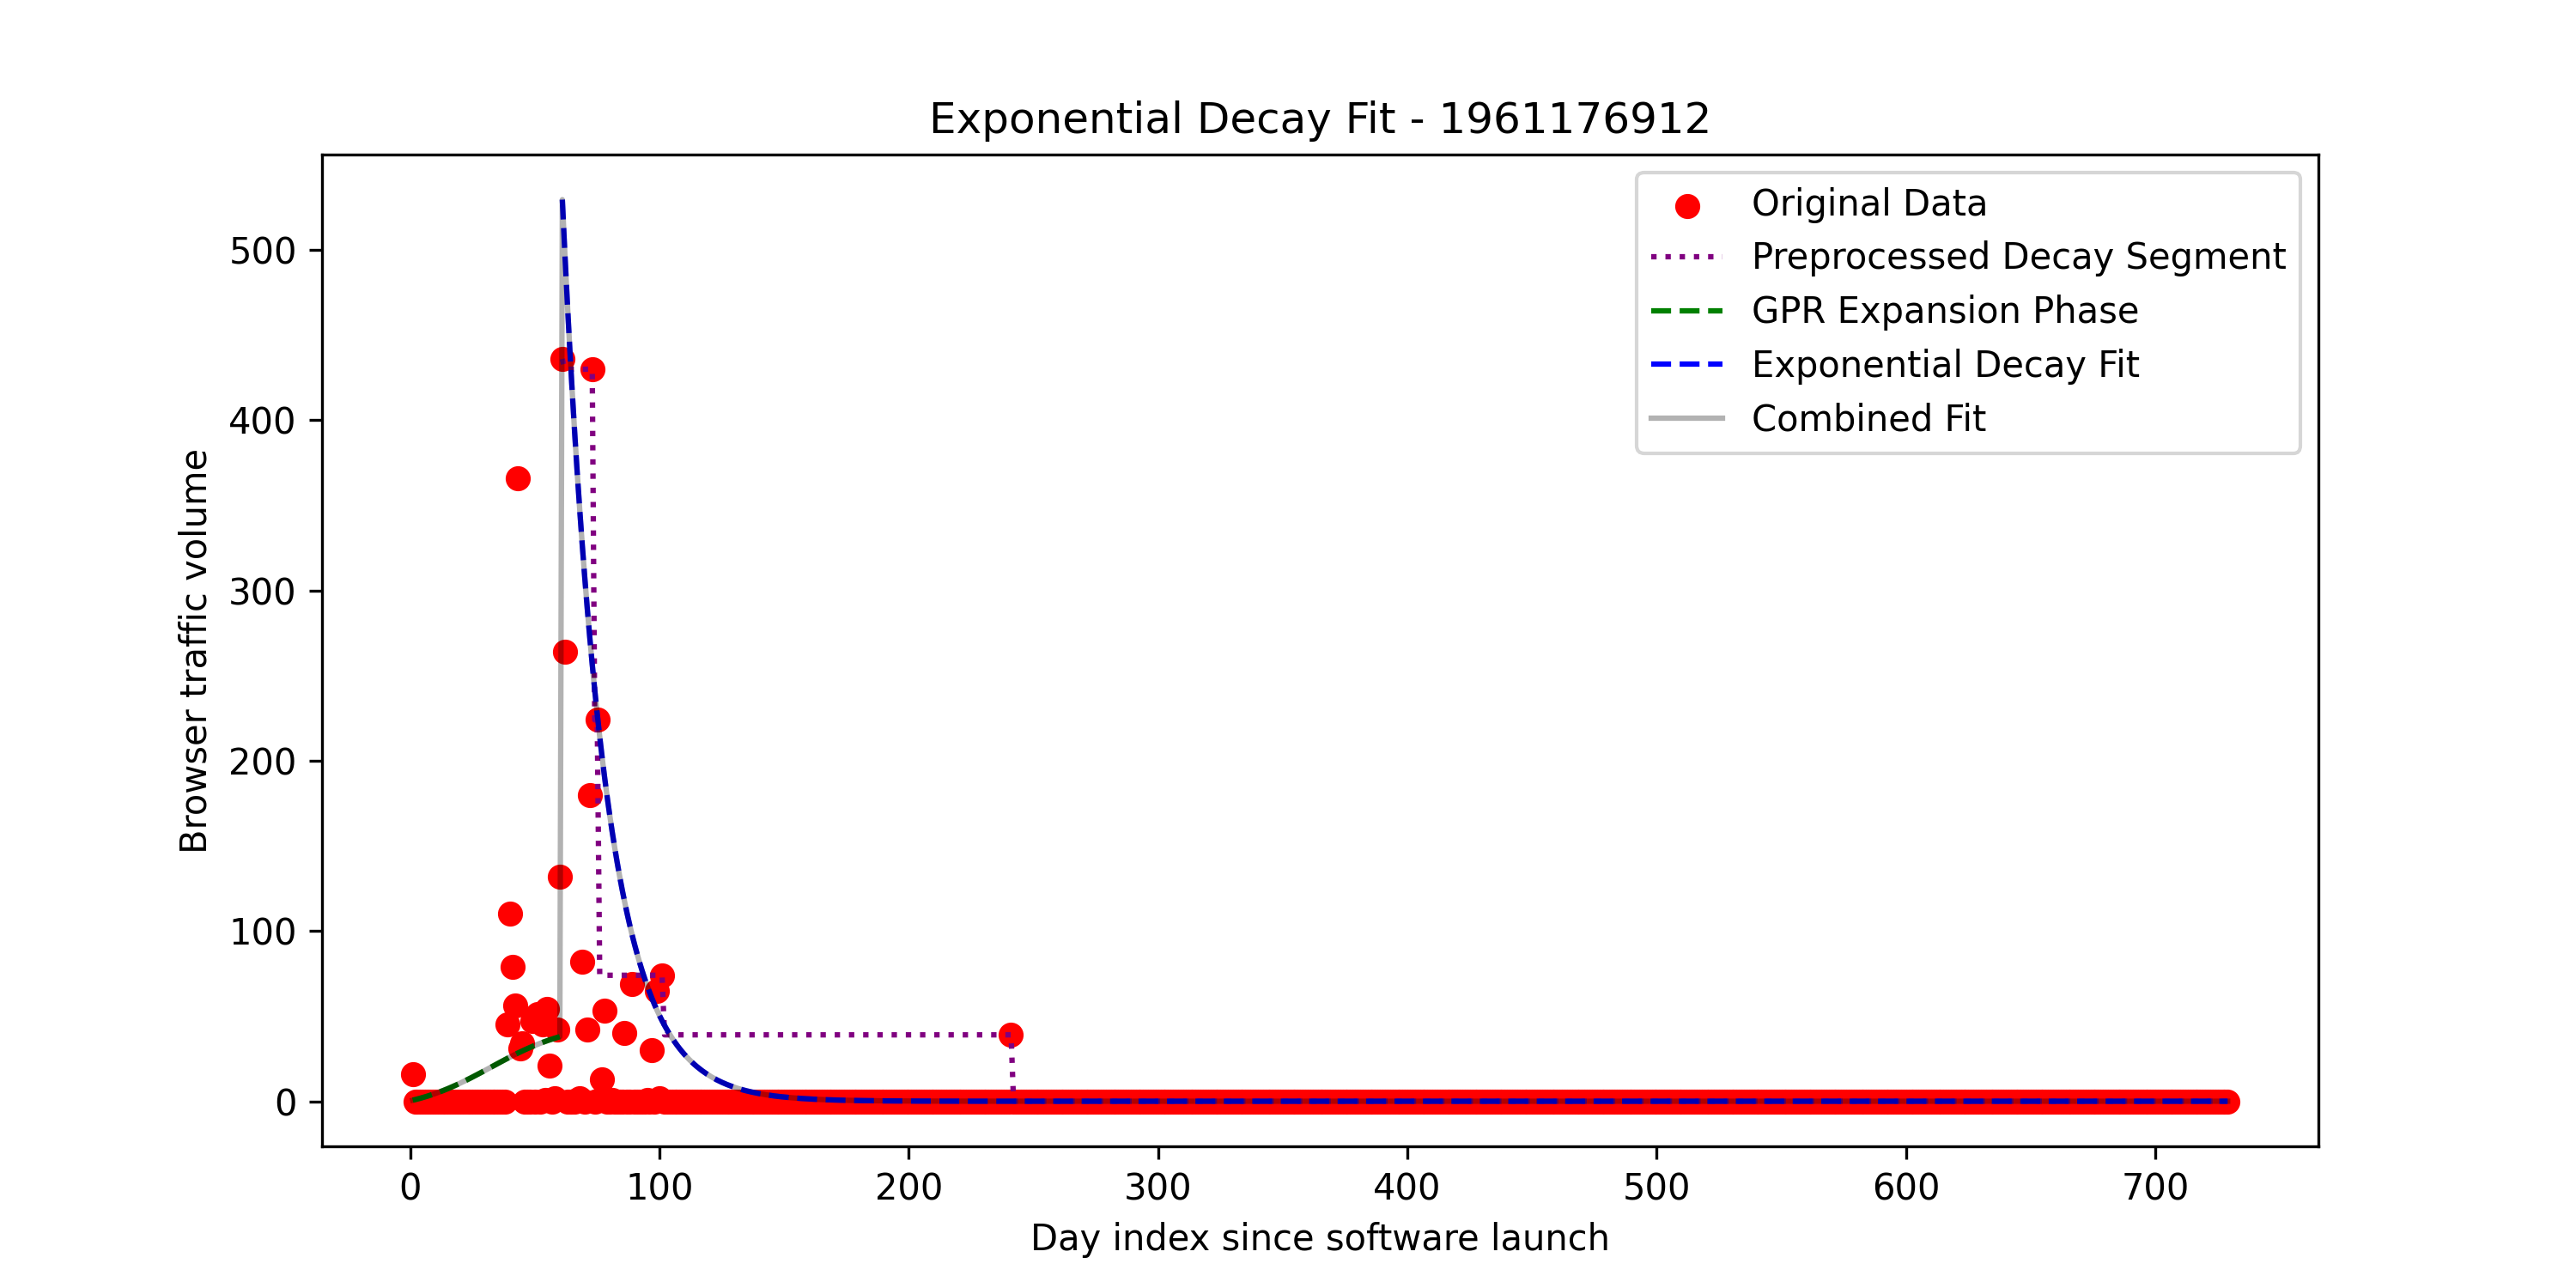 Exponential Decay Fit - 1961176912
Original Data
Preprocessed Decay Segment
GPR Expansion Phase
Exponential Decay Fit
Combined Fit
Browser traffic volume
500
400
300
200
100
0
0 100 200 300 400 500 600 700
Day index since software launch